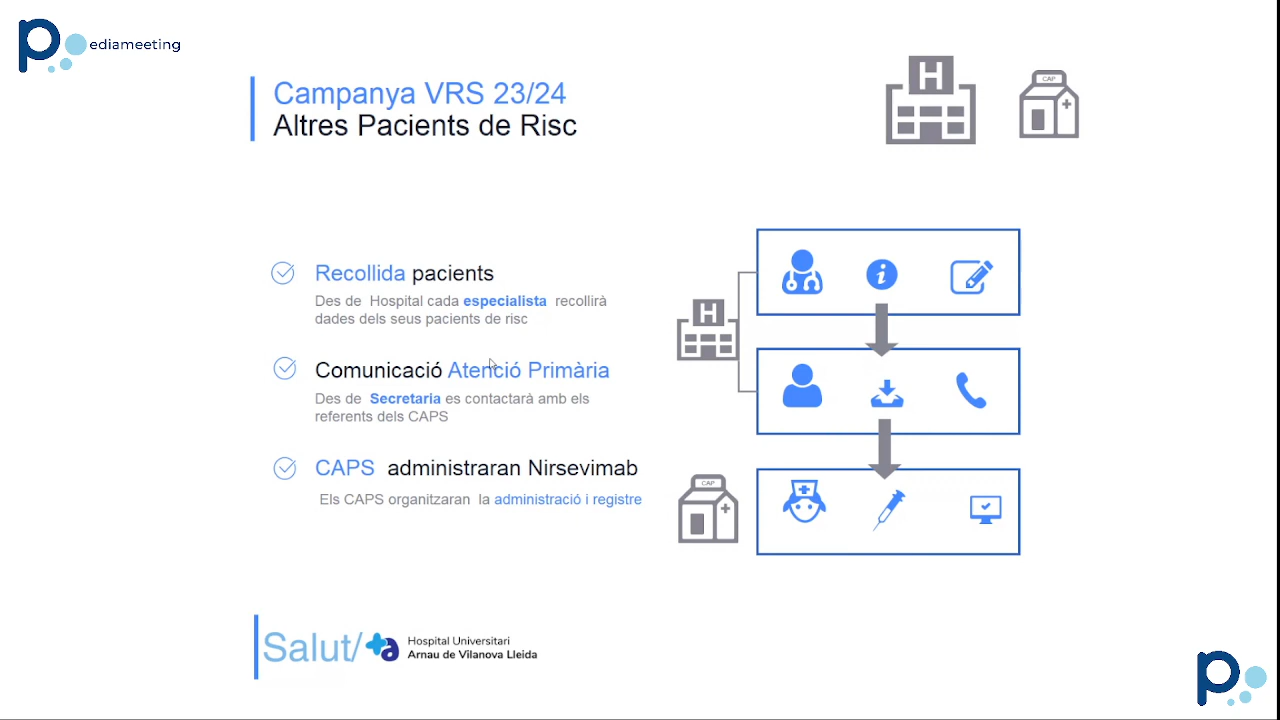 ediameeting
Campanya VRS 23/24
Altres Pacients de Risc
H
CAP
Recollida pacients
Des de Hospital cada especialista recollirà
dades dels seus pacients de risc
Comunicació Atenció Primària
Des de Secretaria es contactarà amb els
referents dels CAPS
CAPS administraran Nirsevimab
Els CAPS organitzaran la administració i registre
H
i
CAP
Salut/
Hospital Universitari
Arnau de Vilanova Lleida